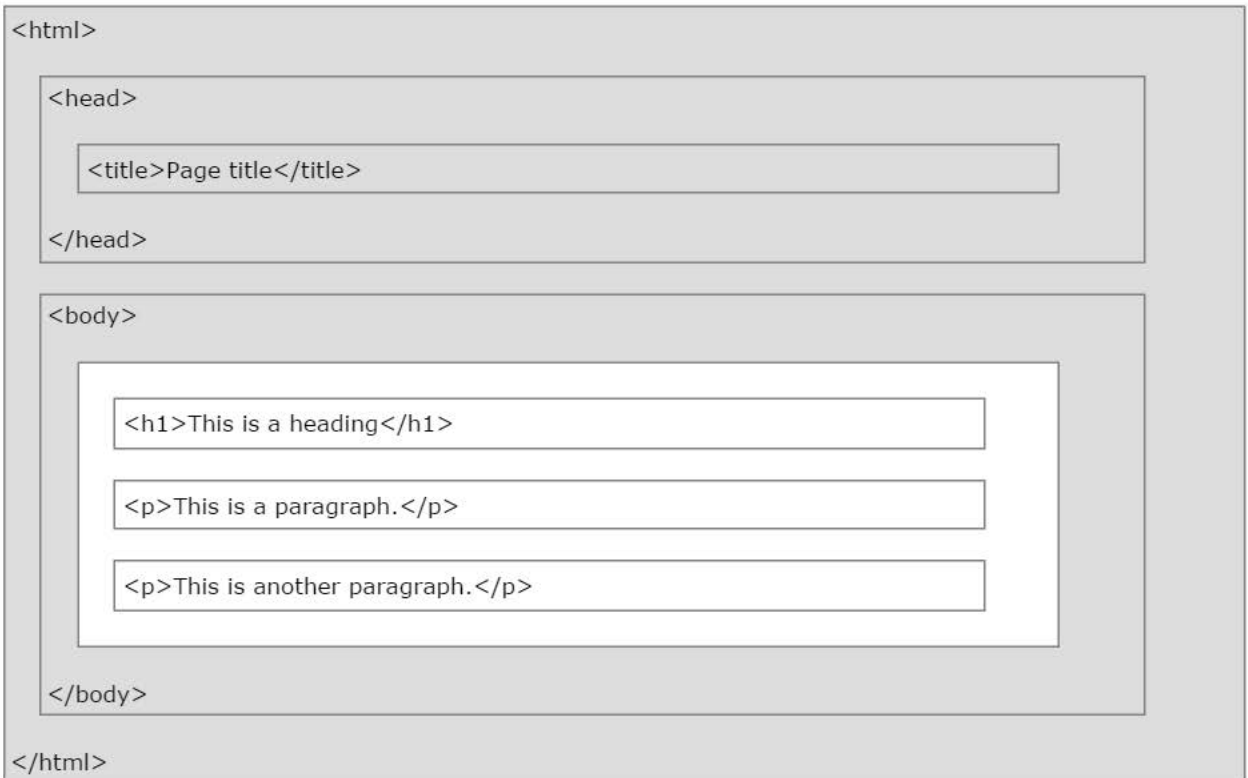 <html>
<head>
<title>Page title</title>
</head>
<body>
<h1>This is a heading</h1>
<p>This is a paragraph.</p>
<p>This is another paragraph.</p>
</body>
</html>